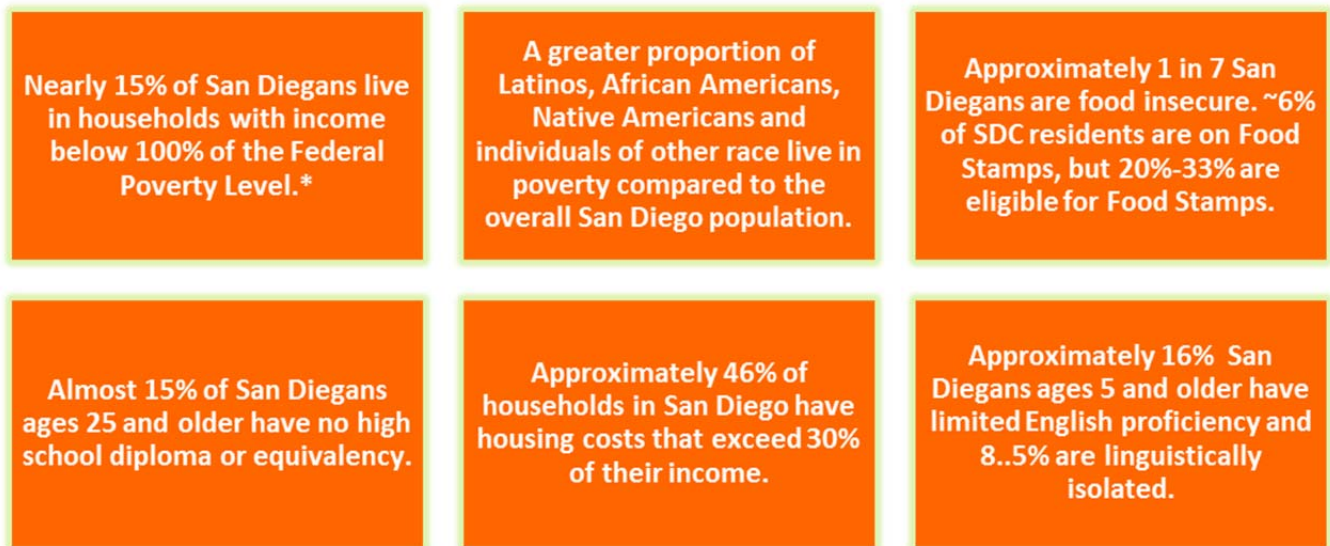 Nearly 15% of San Diegans live
in households with income
below 100% of the Federal
Poverty Level.*
A greater proportion of
Latinos, African Americans,
Native Americans and
individuals of other race live in
poverty compared to the
overall San Diego population.
Approximately 1 in 7 San
Diegans are food insecure. ~6%
of SDC residents are on Food
Stamps, but 20%-33% are
eligible for Food Stamps.
Almost 15% of San Diegans
ages 25 and older have no high
school diploma or equivalency.
Approximately 46% of
households in San Diego have
housing costs that exceed 30%
of their income.
Approximately 16% San
Diegans ages 5 and older have
limited English proficiency and
8..5% are linguistically
isolated.